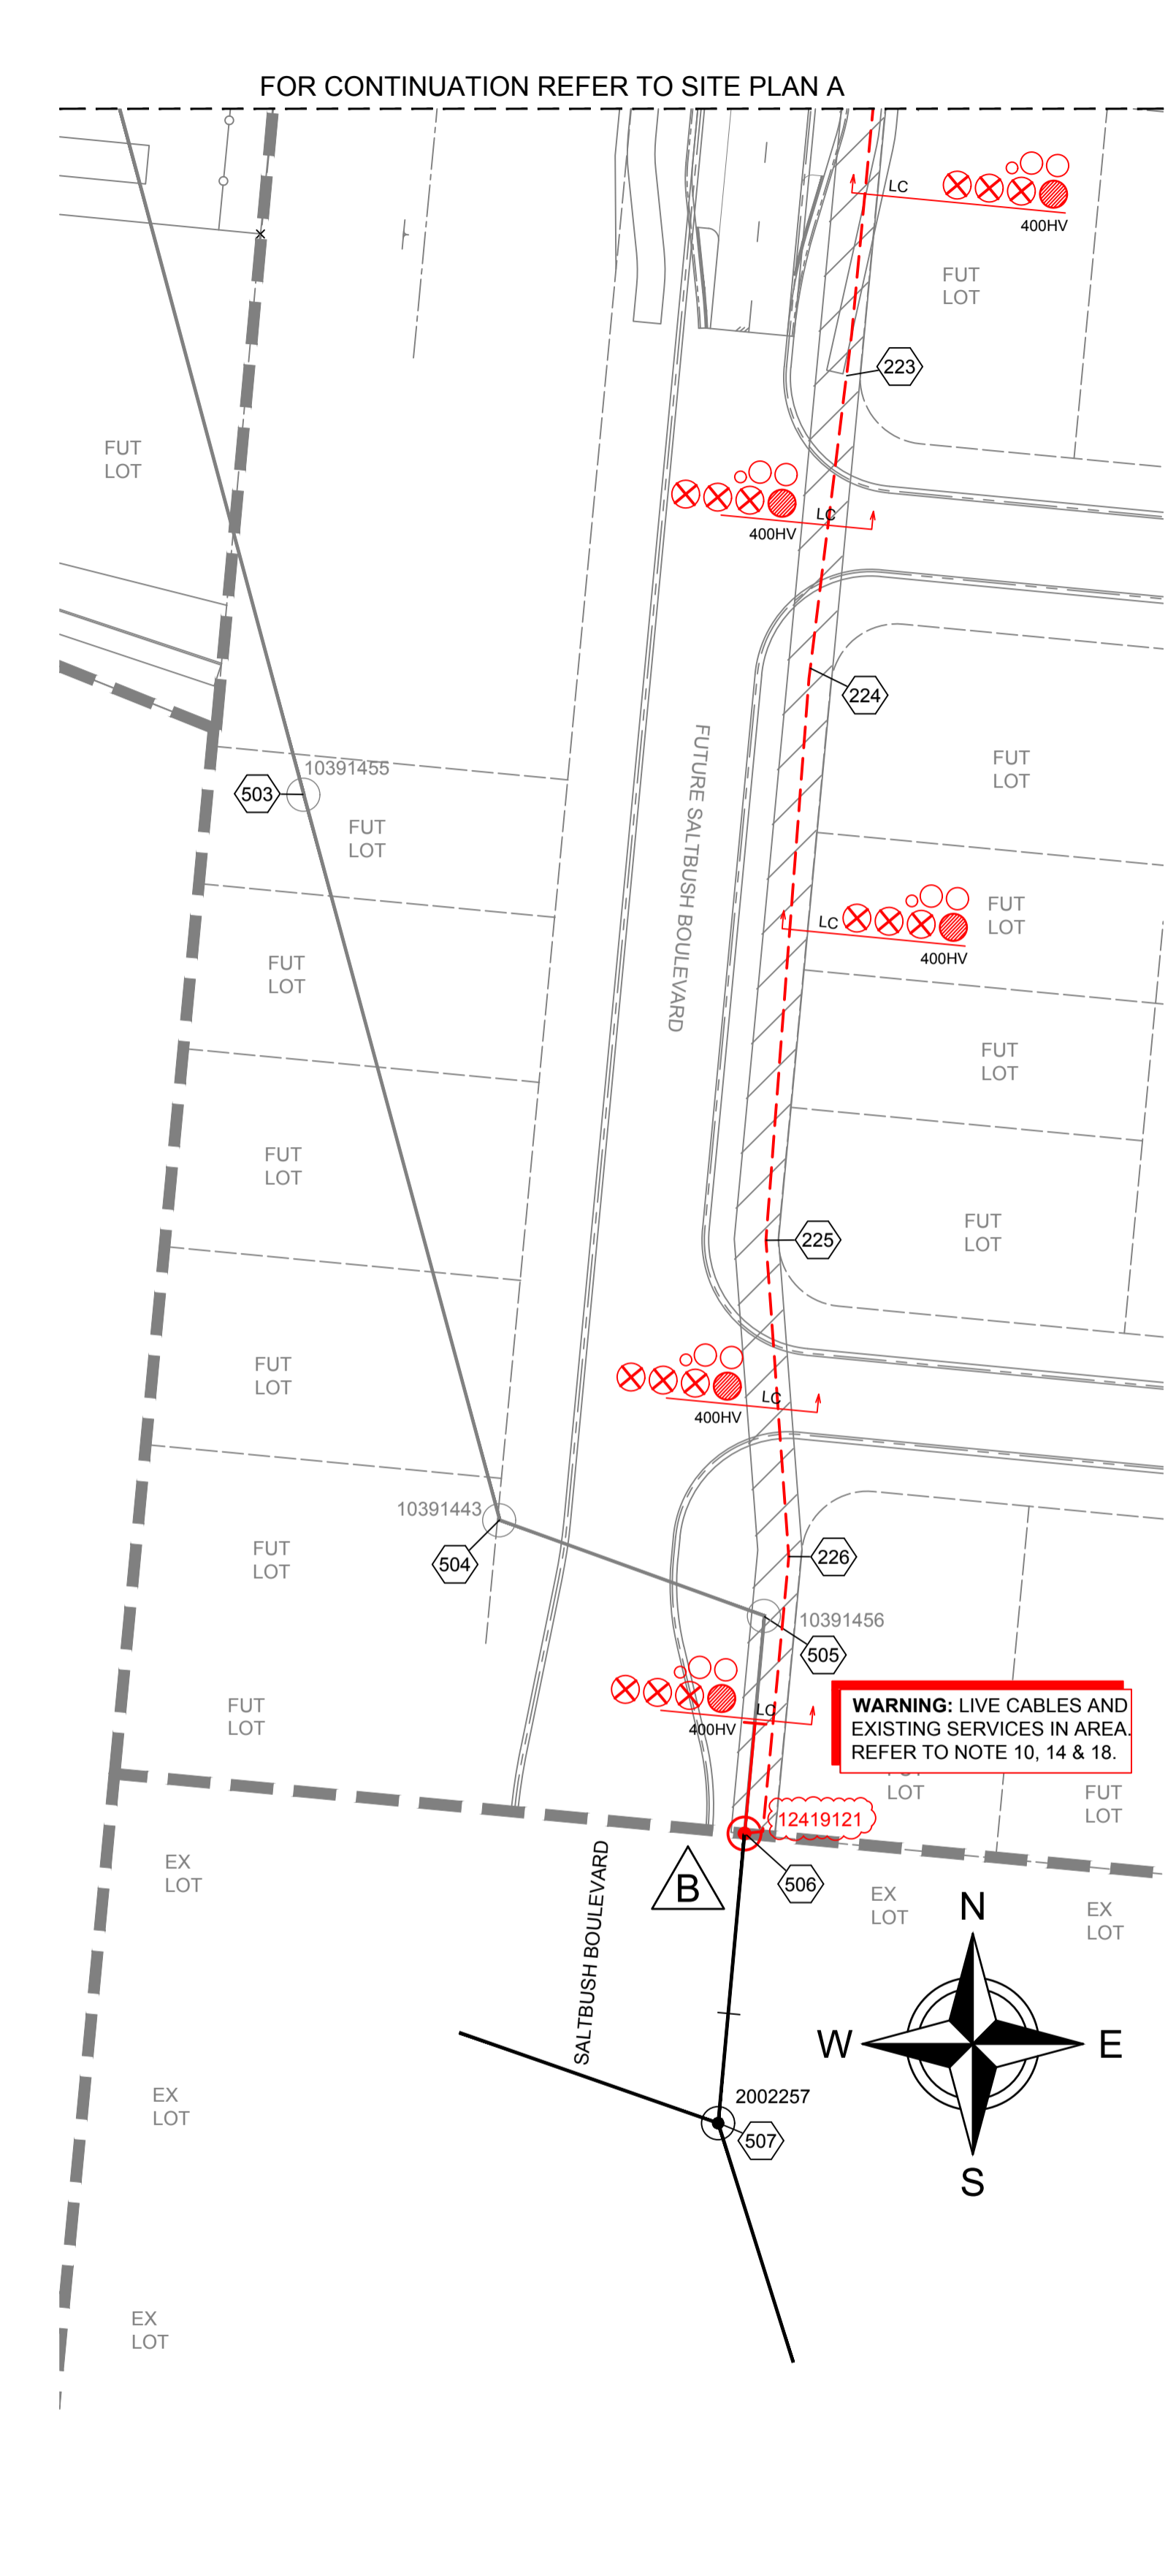 FOR CONTINUATION REFER TO SITE PLAN A
LC
400HV
FUT
LOT
223
FUT
LOT
LC
400HV
224
FUTURE SALTBUSH BOULEVARD
FUT
LOT
10391455
503
FUT
LOT
LC
400HV
FUT
LOT
FUT
LOT
FUT
LOT
FUT
LOT
225
FUT
LOT
FUT
LOT
LC
400HV
10391443
504
FUT
LOT
226
10391456
505
LC
400HV
FUT
LOT
WARNING: LIVE CABLES AND
EXISTING SERVICES IN AREA.
REFER TO NOTE 10, 14 & 18.
LOT
FUT
LOT
12419121
506
B
SALTBUSH BOULEVARD
EX
LOT
EX
LOT
EX
LOT
N
W
E
S
2002257
507
EX
LOT
EX
LOT